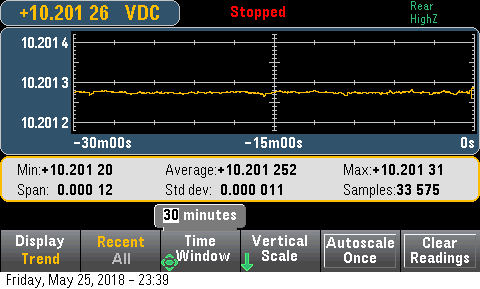 +10.201 26 VDC Stopped Rear
HighZ
10.201 4
10.201 3
10.201 2
-30m00s -15m00s 0s
Min:+10.201 20 Average:+10.201 252 Max:+10.201 31
Span: 0.000 12 Std dev: 0.000 011 Samples:33 575
30 minutes
Display Recent Time Vertical Autoscale Clear
Trend All Window Scale Once Readings
Friday, May 25, 2018 - 23:39